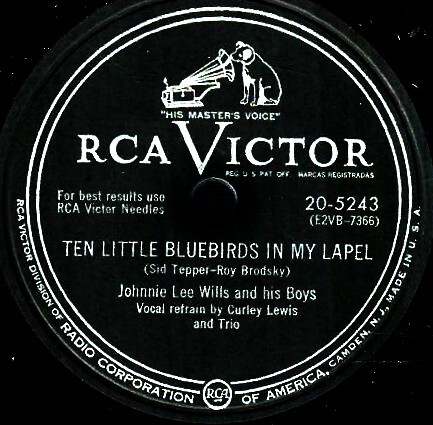 "HIS MASTER'S VOICE"
RCA VICTOR
REG. U.S. PAT. OFF. MARCAS REGISTRADAS
For best results use
RCA Victor Needles
20-5243
(E2VB-7366)
TEN LITTLE BLUEBIRDS IN MY LAPEL
(Sid Tepper-Roy Brodsky)
Johnnie Lee Wills and his Boys
Vocal refrain by Curley Lewis
and Trio
RCA VICTOR DIVISION OF RADIO CORPORATION OF AMERICA, CAMDEN, N.J., MADE IN U.S.A.
RCA